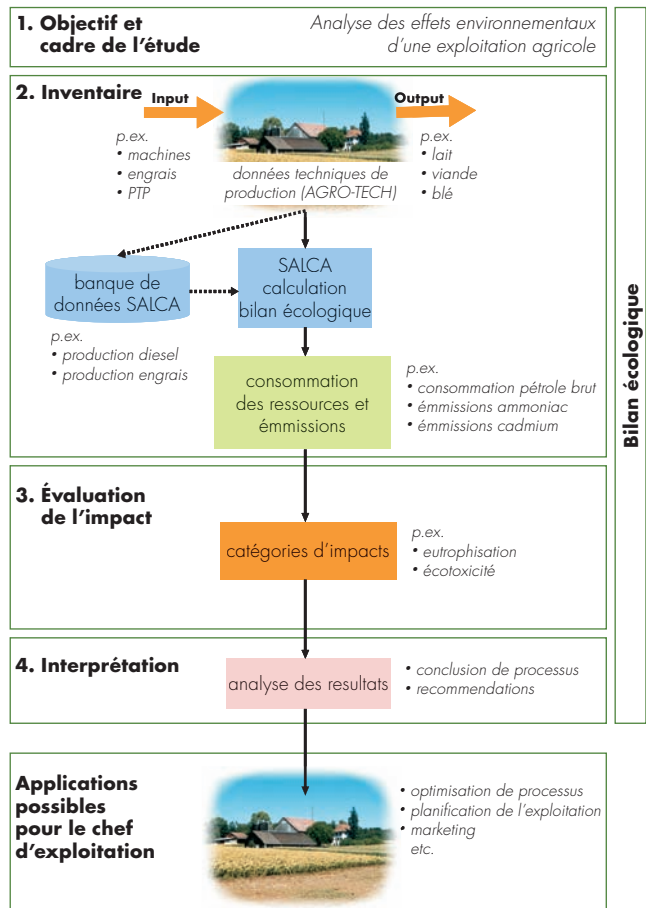 1. Objectif et
cadre de l'étude
Analyse des effets environnementaux
d'une exploitation agricole
2. Inventaire
Input
Output
p.ex.
• machines
• engrais
• PTP
données techniques de
production (AGRO-TECH)
p.ex.
• lait
• viande
• blé
banque de
données SALCA
SALCA
calculation
bilan écologique
p.ex.
• production diesel
• production engrais
consommation
des ressources et
émmissions
p.ex.
• consommation pétrole brut
• émmissions ammoniac
• émmissions cadmium
3. Évaluation
de l'impact
catégories d'impacts
p.ex.
• eutrophisation
• écotoxicité
4. Interprétation
analyse des resultats
• conclusion de processus
• recommendations
Bilan écologique
Applications
possibles
pour le chef
d'exploitation
• optimisation de processus
• planification de l'exploitation
• marketing
etc.